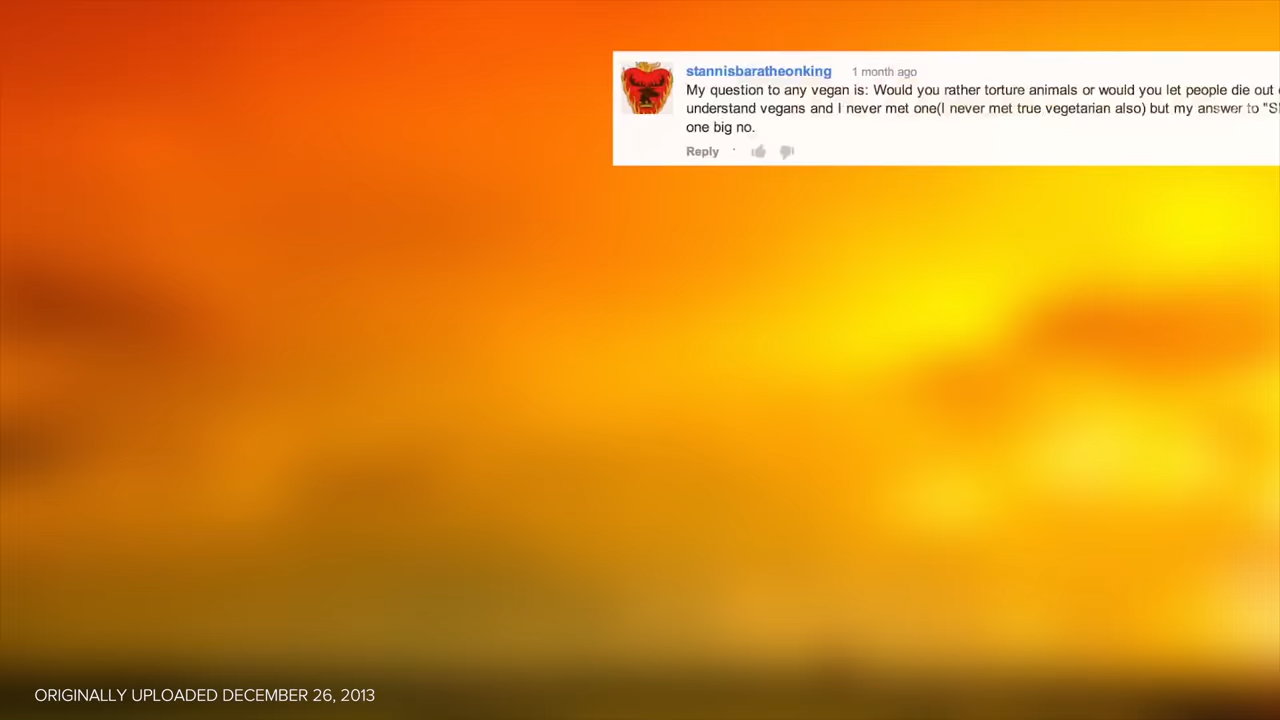 stannisbaratheonking 1 month ago
My question to any vegan is: Would you rather torture animals or would you let people die out
understand vegans and I never met one(I never met true vegetarian also) but my answer to "S
one big no.
Reply
ORIGINALLY UPLOADED DECEMBER 26, 2013